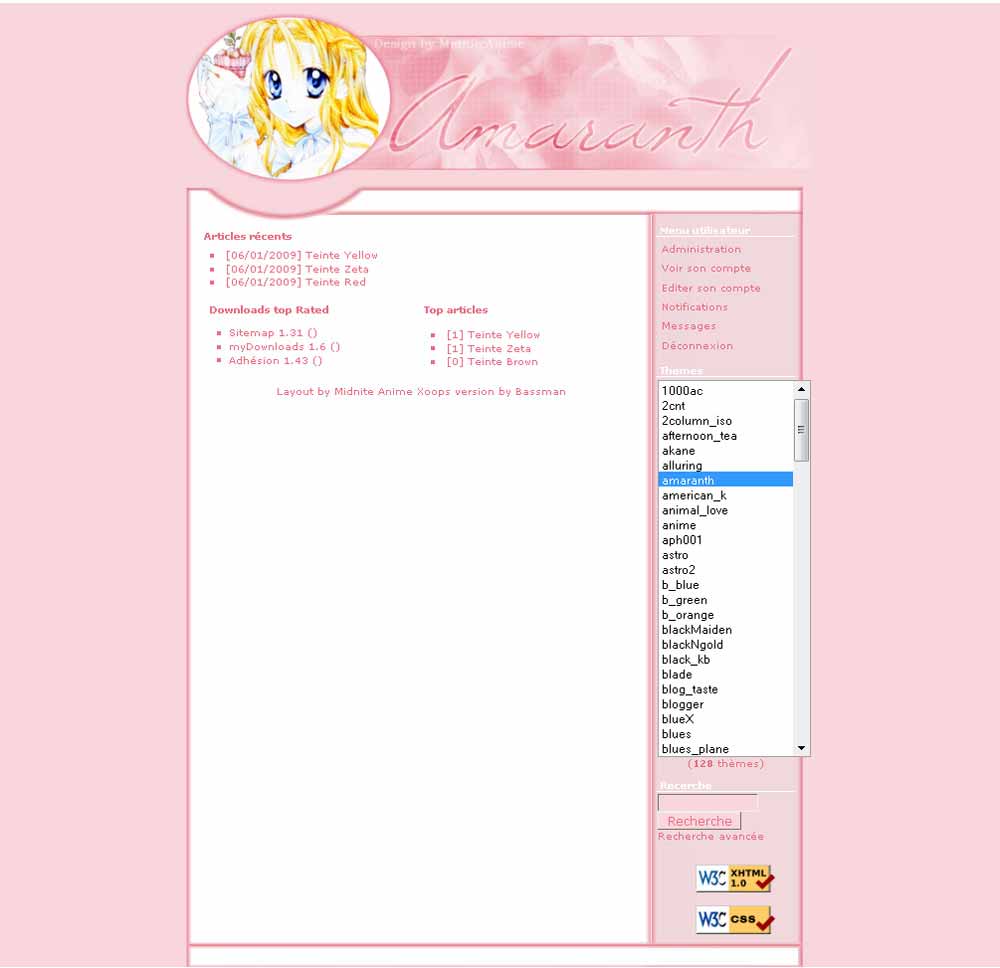 Design by Midnite Anime
Amaranth
Articles récents
[06/01/2009] Teinte Yellow
[06/01/2009] Teinte Zeta
[06/01/2009] Teinte Red
Downloads top Rated
Sitemap 1.31 ()
myDownloads 1.6 ()
Adhésion 1.43 ()
Top articles
[1] Teinte Yellow
[1] Teinte Zeta
[0] Teinte Brown
Layout by Midnite Anime Xoops version by Bassman
Menu utilisateur
Administration
Voir son compte
Editer son compte
Notifications
Messages
Déconnexion
Themes
1000ac
2cnt
2column_iso
afternoon_tea
akane
alluring
amaranth
american_k
animal_love
anime
aph001
astro
astro2
b_blue
b_green
b_orange
blackMaiden
blackNgold
black_kb
blade
blog_taste
blogger
blueX
blues
blues_plane
(128 thèmes)
Recerche
Recherche
Recherche avancée
W3C XHTML 1.0
W3C CSS